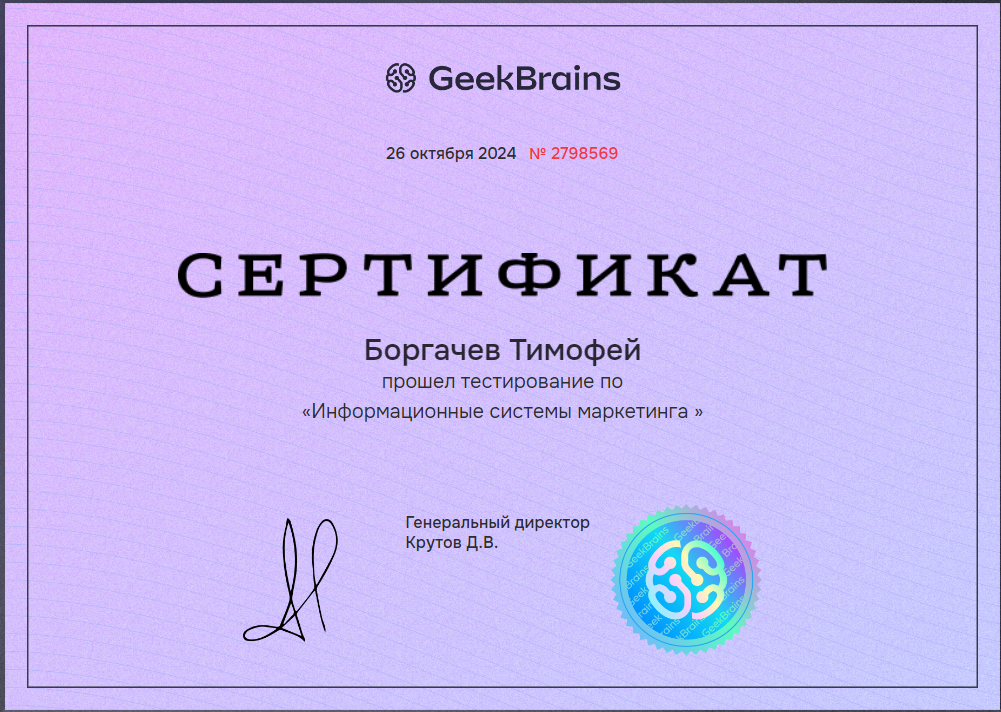 GeekBrains
26 октября 2024 № 2798569
СЕРТИФИКАТ
Боргачев Тимофей
прошел тестирование по
«Информационные системы маркетинга »
Генеральный директор
Крутов Д.В.